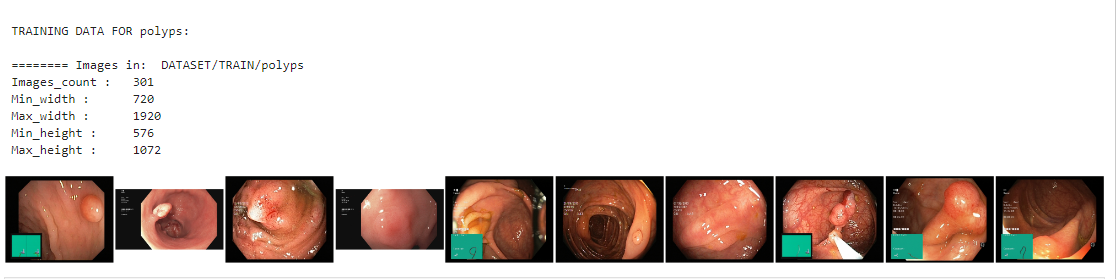 TRAINING DATA FOR polyps:
======== Images in:  DATASET/TRAIN/polyps
Images_count :   301
Min_width :      720
Max_width :      1920
Min_height :     576
Max_height :     1072